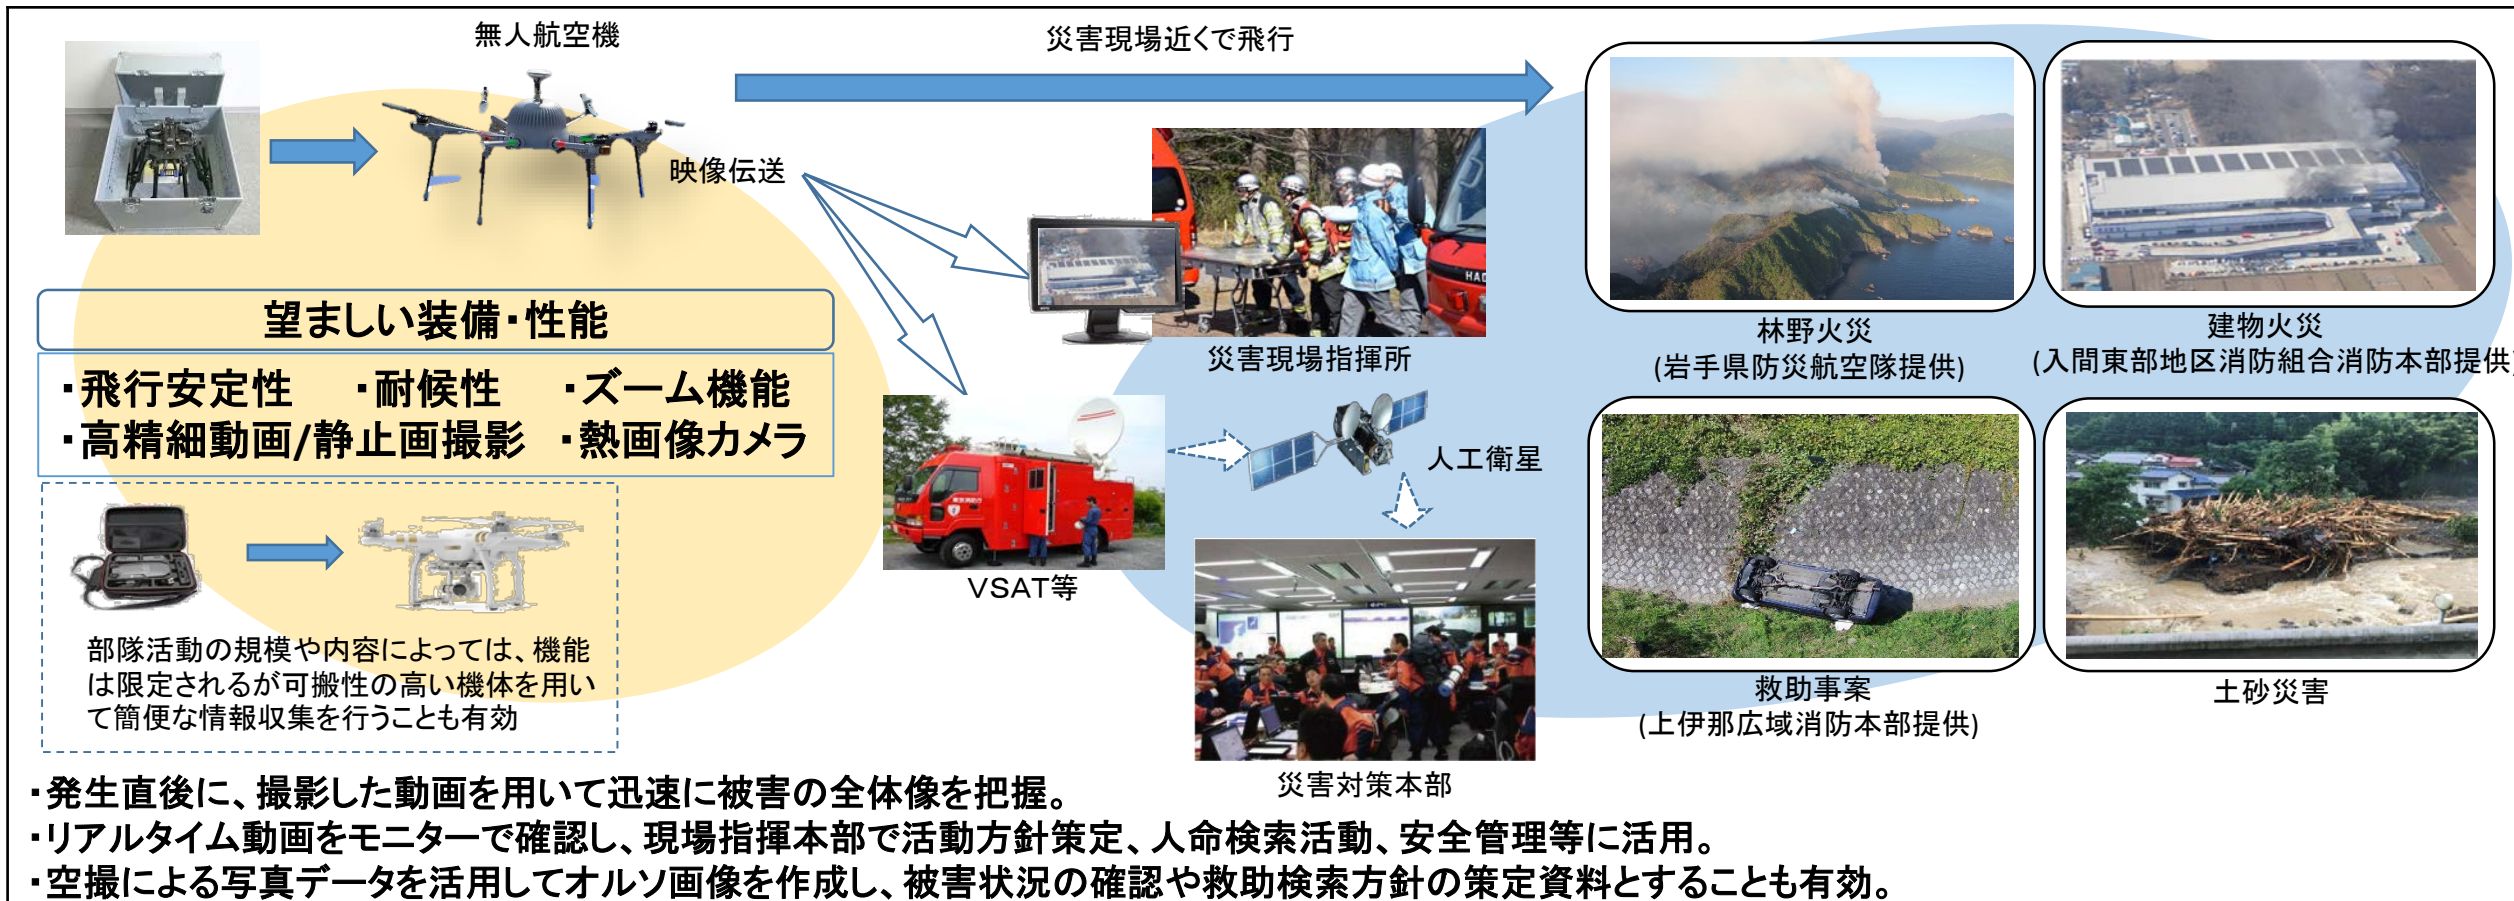 無人航空機
災害現場近くで飛行
映像伝送
望ましい装備・性能
・飛行安定性　・耐候性　・ズーム機能
・高精細動画/静止画撮影　・熱画像カメラ
部隊活動の規模や内容によっては、機能
は限定されるが可搬性の高い機体を用い
て簡便な情報収集を行うことも有効
災害現場指揮所
VSAT等
人工衛星
災害対策本部
林野火災
(岩手県防災航空隊提供)
建物火災
(入間東部地区消防組合消防本部提供)
救助事案
(上伊那広域消防本部提供)
土砂災害
・発生直後に、撮影した動画を用いて迅速に被害の全体像を把握。
・リアルタイム動画をモニターで確認し、現場指揮本部で活動方針策定、人命検索活動、安全管理等に活用。
・空撮による写真データを活用してオルソ画像を作成し、被害状況の確認や救助検索方針の策定資料とすることも有効。